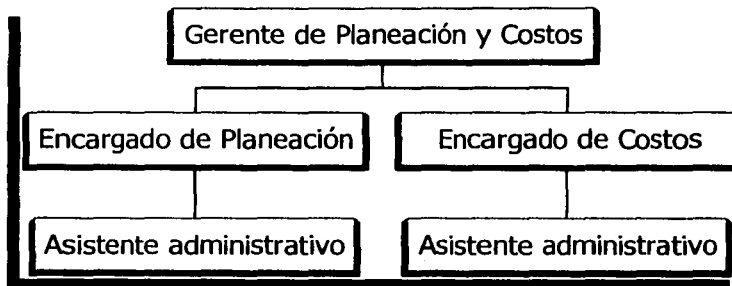 Gerente de Planeación y Costos
Encargado de Planeación
Encargado de Costos
Asistente administrativo
Asistente administrativo